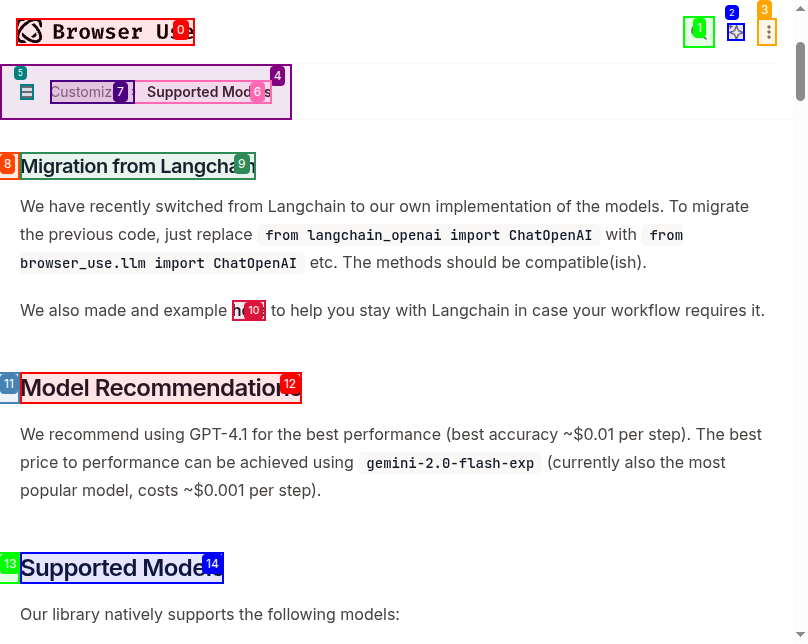 Browser Use
0
1
2
3
4
5
Customize
7
Supported Models
6
8
Migration from Langchain
9
We have recently switched from Langchain to our own implementation of the models. To migrate
the previous code, just replace from langchain_openai import ChatOpenAI with from
browser_use.llm import ChatOpenAI etc. The methods should be compatible(ish).
We also made and example here to help you stay with Langchain in case your workflow requires it.
10
11
Model Recommendations
12
We recommend using GPT-4.1 for the best performance (best accuracy ~$0.01 per step). The best
price to performance can be achieved using gemini-2.0-flash-exp (currently also the most
popular model, costs ~$0.001 per step).
13
Supported Models
14
Our library natively supports the following models: